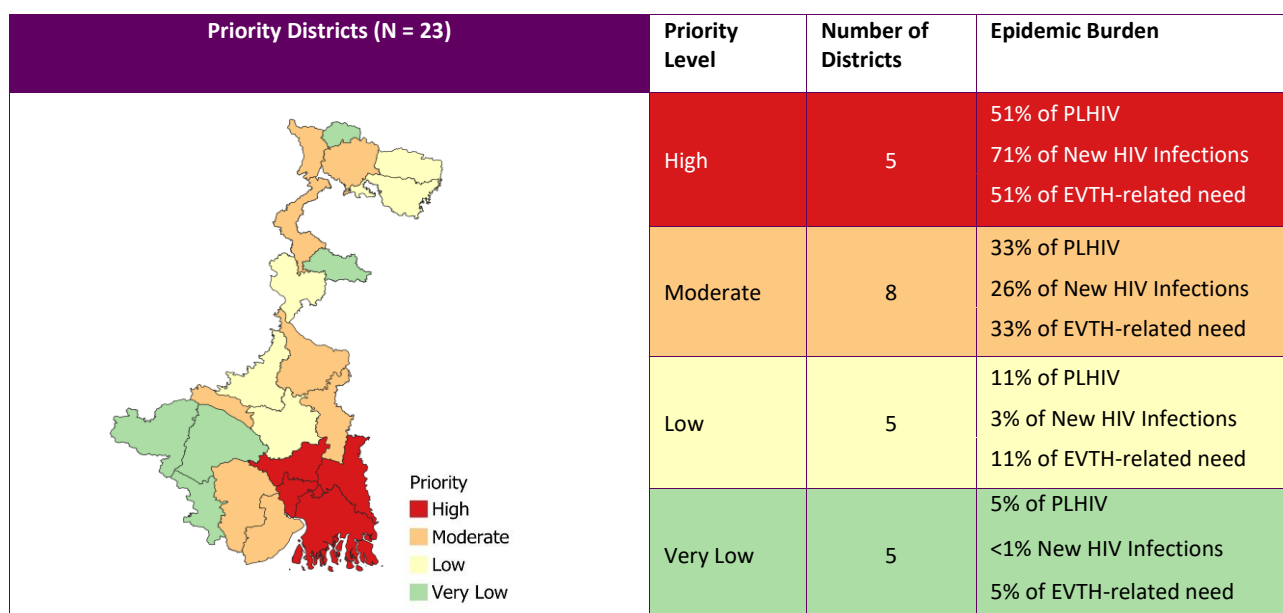 Priority Districts (N = 23)
Priority
Level
Number of
Districts
Epidemic Burden
High
5
51% of PLHIV
71% of New HIV Infections
51% of EVTH-related need
Moderate
8
33% of PLHIV
26% of New HIV Infections
33% of EVTH-related need
Low
5
11% of PLHIV
3% of New HIV Infections
11% of EVTH-related need
Very Low
5
5% of PLHIV
<1% New HIV Infections
5% of EVTH-related need
Priority
High
Moderate
Low
Very Low